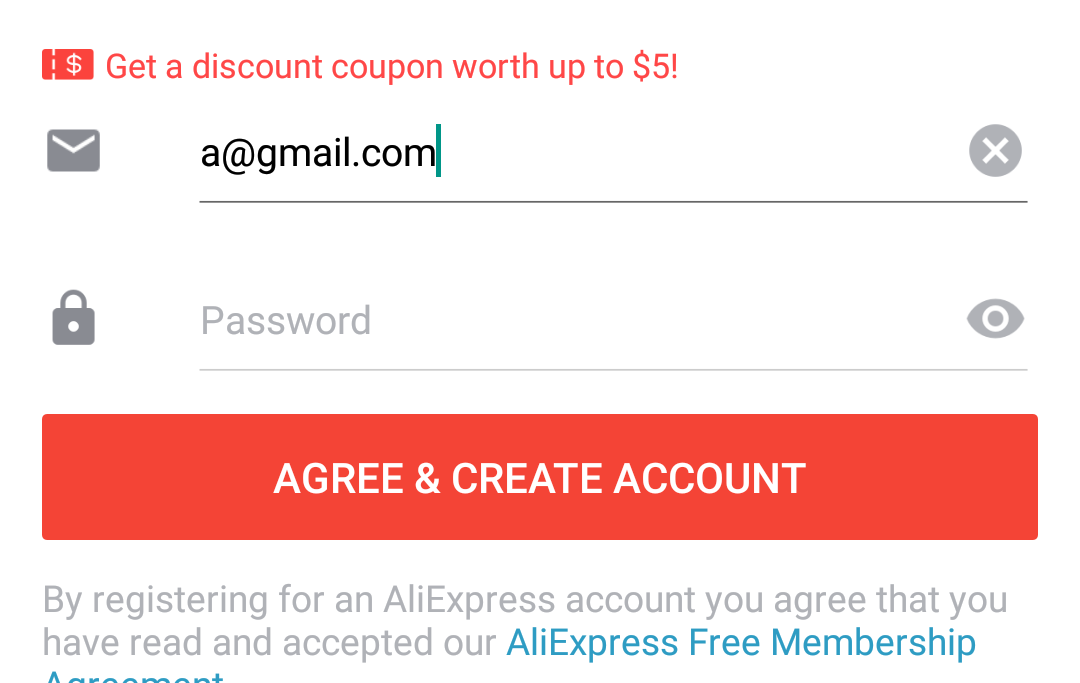 $ Get a discount coupon worth up to $5!
a@gmail.com
Password
AGREE & CREATE ACCOUNT
By registering for an AliExpress account you agree that you
have read and accepted our AliExpress Free Membership
Agreement